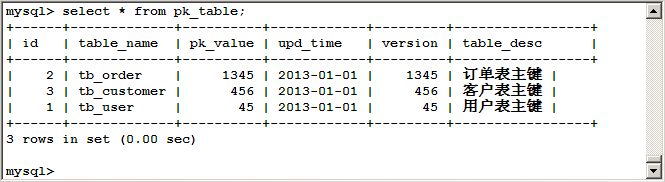 mysql> select * from pk_table;
+------+-------------+----------+------------+---------+----------------+
| id   | table_name  | pk_value | upd_time   | version | table_desc     |
+------+-------------+----------+------------+---------+----------------+
|    2 | tb_order    |     1345 | 2013-01-01 |    1345 | 订单表主键 |
|    3 | tb_customer |      456 | 2013-01-01 |     456 | 客户表主键 |
|    1 | tb_user     |       45 | 2013-01-01 |      45 | 用户表主键 |
+------+-------------+----------+------------+---------+----------------+
3 rows in set (0.00 sec)
mysql>